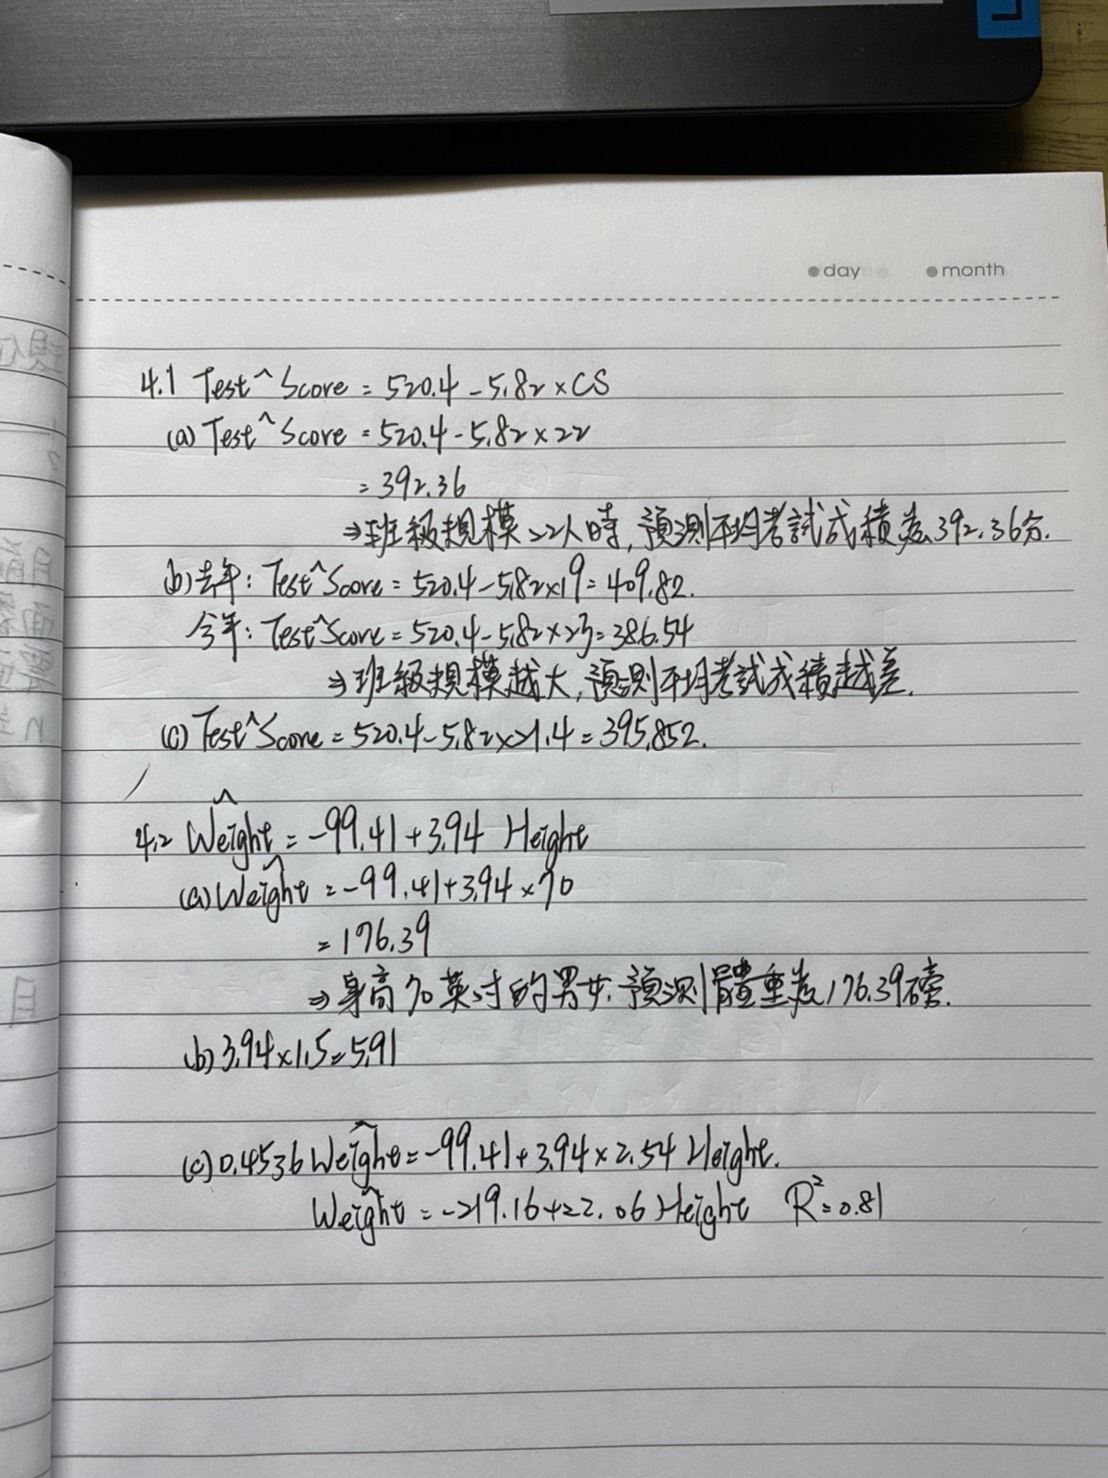 day month
4.1 Test^Score = 520.4 - 5.82 × CS
(a) Test^Score = 520.4 - 5.82 × 22
= 392.36
⇒ 班級規模22人時, 預測平均考試成績為392.36分.
(b) 去年: Test^Score = 520.4 - 5.82×19 = 409.82.
今年: Test^Score = 520.4 - 5.82×23 = 386.54
⇒ 班級規模越大, 預測平均考試成績越差.
(c) Test^Score = 520.4 - 5.82×21.4 = 395.852.
4.2 Weight^ = -99.41 + 3.94 Height
(a) Weight^ = -99.41 + 3.94 × 70
= 176.39
⇒ 身高70英寸的男女, 預測體重為176.39磅.
(b) 3.94×1.5 = 5.91
(c) 0.4536 Weight^ = -99.41 + 3.94 × 2.54 Height.
Weight^ = -219.16 + 22.06 Height R² = 0.81